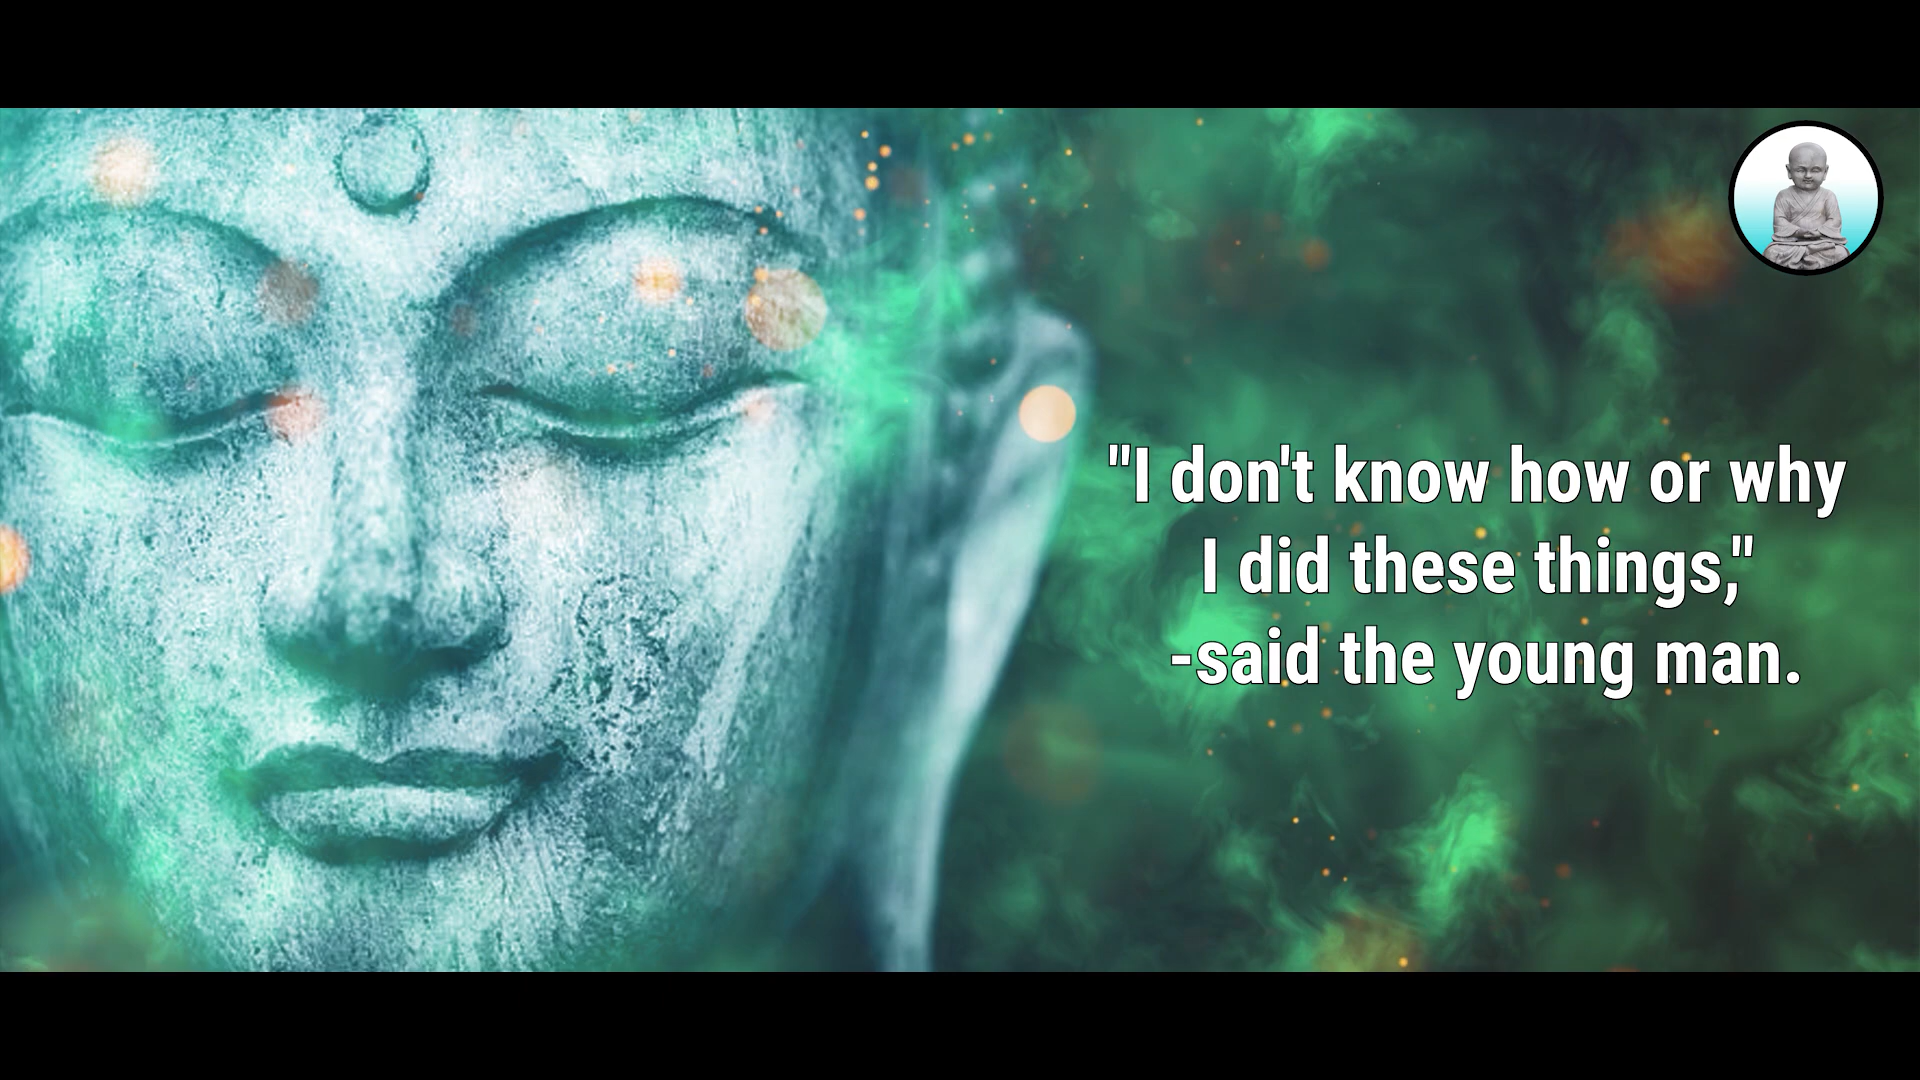 "I don't know how or why
I did these things,"
-said the young man.